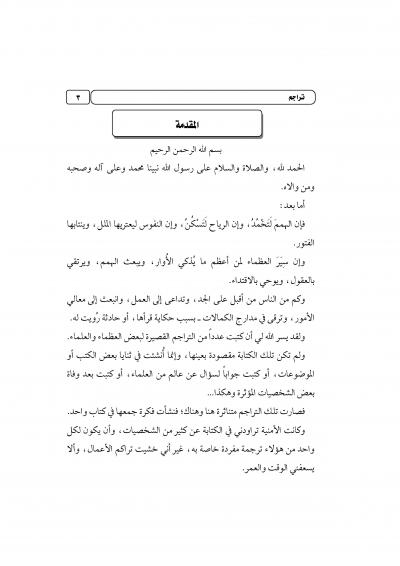 تراجم ٣
المقدمة
بسم الله الرحمن الرحيم
الحمد لله، والصلاة والسلام على رسول الله نبينا محمد وعلى آله وصحبه
ومن والاه.
أما بعد:
فإن الهممَ لَتَخْمُدُ، وإن الرياح لَتَسْكُنُ، وإن النفوس ليعتريها الملل، وينتابها
الفتور.
وإن سِيَرَ العظماء لمن أعظم ما يُذكي الأُوار، ويبعث الهمم، ويرتقي
بالعقول، ويوحي بالاقتداء.
وكم من الناس من أقبل على الجد، وتداعى إلى العمل، وانبعث إلى معالي
الأمور، وترقى في مدارج الكمالات ـ بسبب حكاية قرأها، أو حادثة رُويت له.
ولقد يسر الله لي أن كتبت عدداً من التراجم القصيرة لبعض العظماء والعلماء.
ولم تكن تلك الكتابة مقصودة بعينها، وإنما أُنشئت في ثنايا بعض الكتب أو
الموضوعات، أو كتبت جواباً لسؤال عن عالم من العلماء، أو كتبت بعد وفاة
بعض الشخصيات المؤثرة وهكذا...
فصارت تلك التراجم متناثرة هنا وهناك؛ فنشأت فكرة جمعها في كتاب واحد.
وكانت الأمنية تراودني في الكتابة عن كثير من الشخصيات، وأن يكون لكل
واحد من هؤلاء ترجمة مفردة خاصة به، غير أني خشيت تراكم الأعمال، وألا
يسعفني الوقت والعمر.